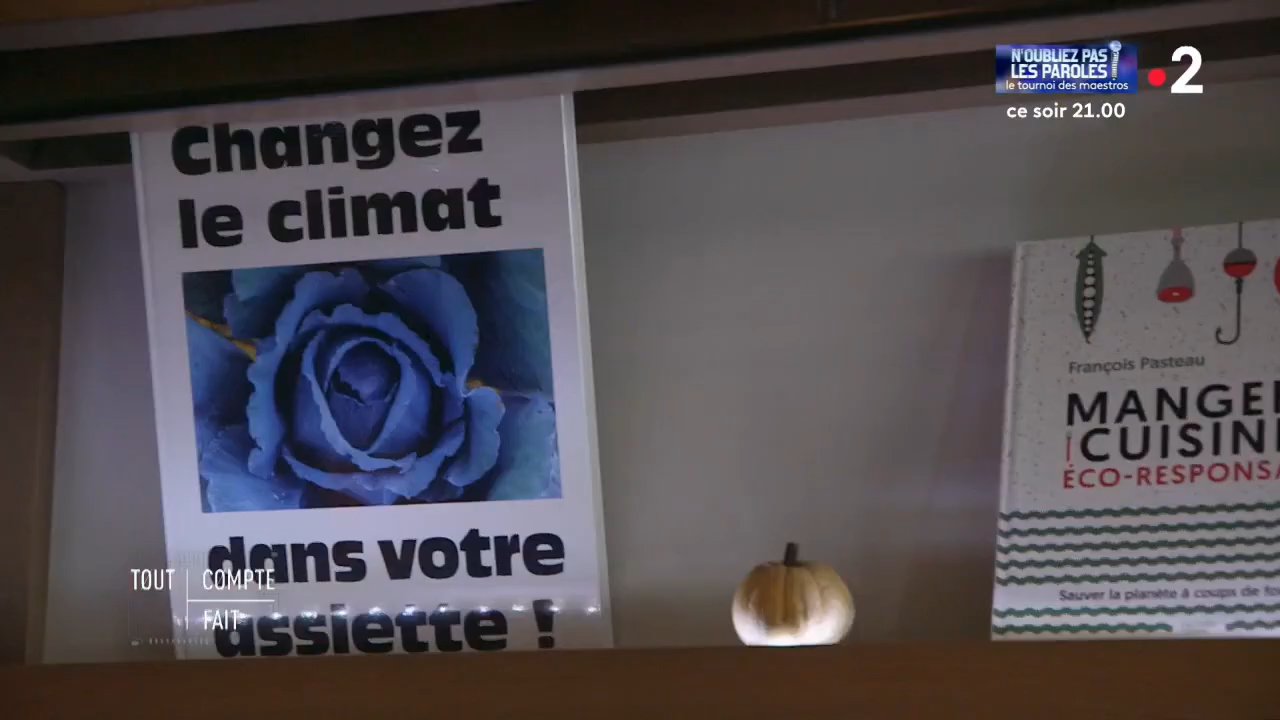 Changez
le climat
dans votre
assiette !
N'OUBLIEZ PAS
LES PAROLES
le tournoi des maestros
ce soir 21.00
2
François Pasteau
MANGE
CUISIN
ÉCO-RESPONSA
Sauver la planète à coups de fo
TOUT COMPTE
FAIT